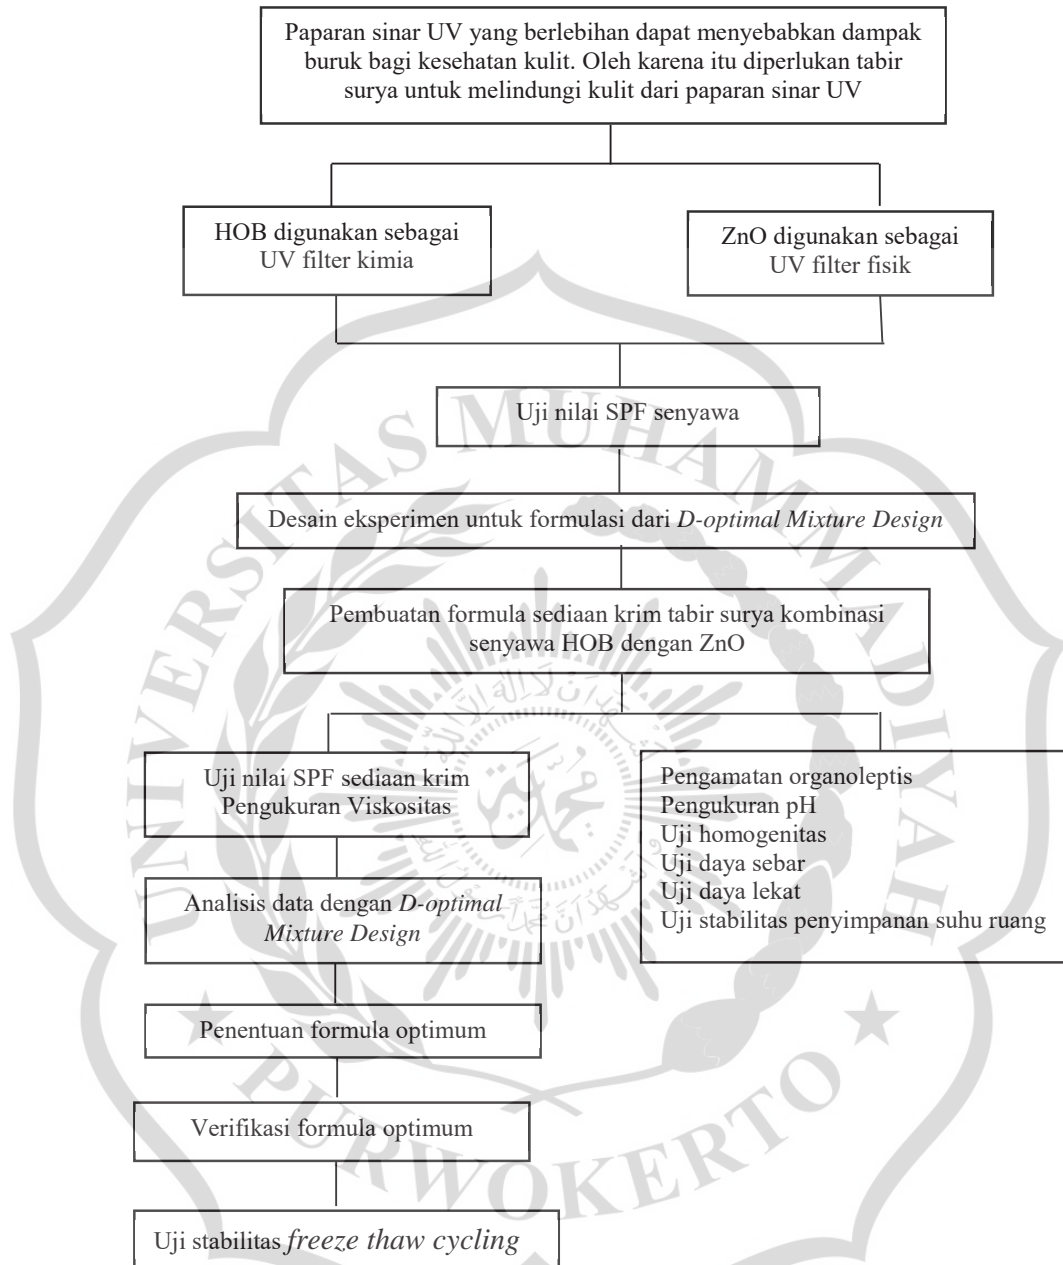 Paparan sinar UV yang berlebihan dapat menyebabkan dampak
buruk bagi kesehatan kulit. Oleh karena itu diperlukan tabir
surya untuk melindungi kulit dari paparan sinar UV
HOB digunakan sebagai
UV filter kimia
ZnO digunakan sebagai
UV filter fisik
Uji nilai SPF senyawa
Desain eksperimen untuk formulasi dari D-optimal Mixture Design
Pembuatan formula sediaan krim tabir surya kombinasi
senyawa HOB dengan ZnO
Uji nilai SPF sediaan krim
Pengukuran Viskositas
Pengamatan organoleptis
Pengukuran pH
Uji homogenitas
Uji daya sebar
Uji daya lekat
Uji stabilitas penyimpanan suhu ruang
Analisis data dengan D-optimal
Mixture Design
Penentuan formula optimum
Verifikasi formula optimum
Uji stabilitas freeze thaw cycling
UNIVERSITAS MUHAMMADIYAH
PURWOKERTO